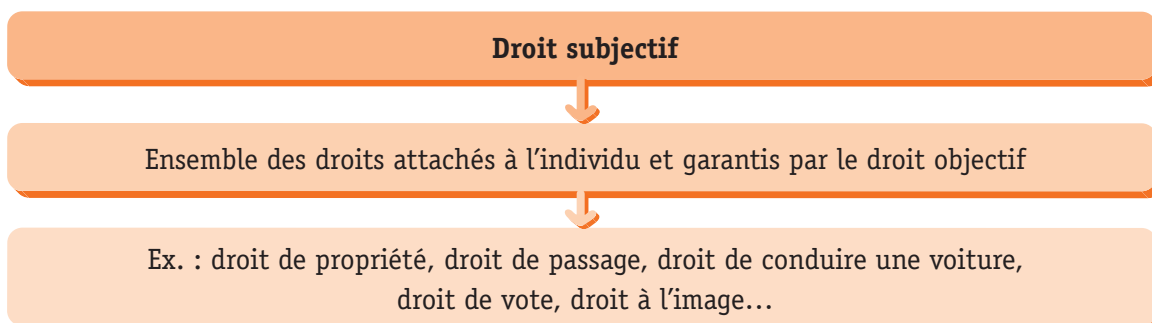 Droit subjectif
Ensemble des droits attachés à l’individu et garantis par le droit objectif
Ex. : droit de propriété, droit de passage, droit de conduire une voiture,
droit de vote, droit à l’image…